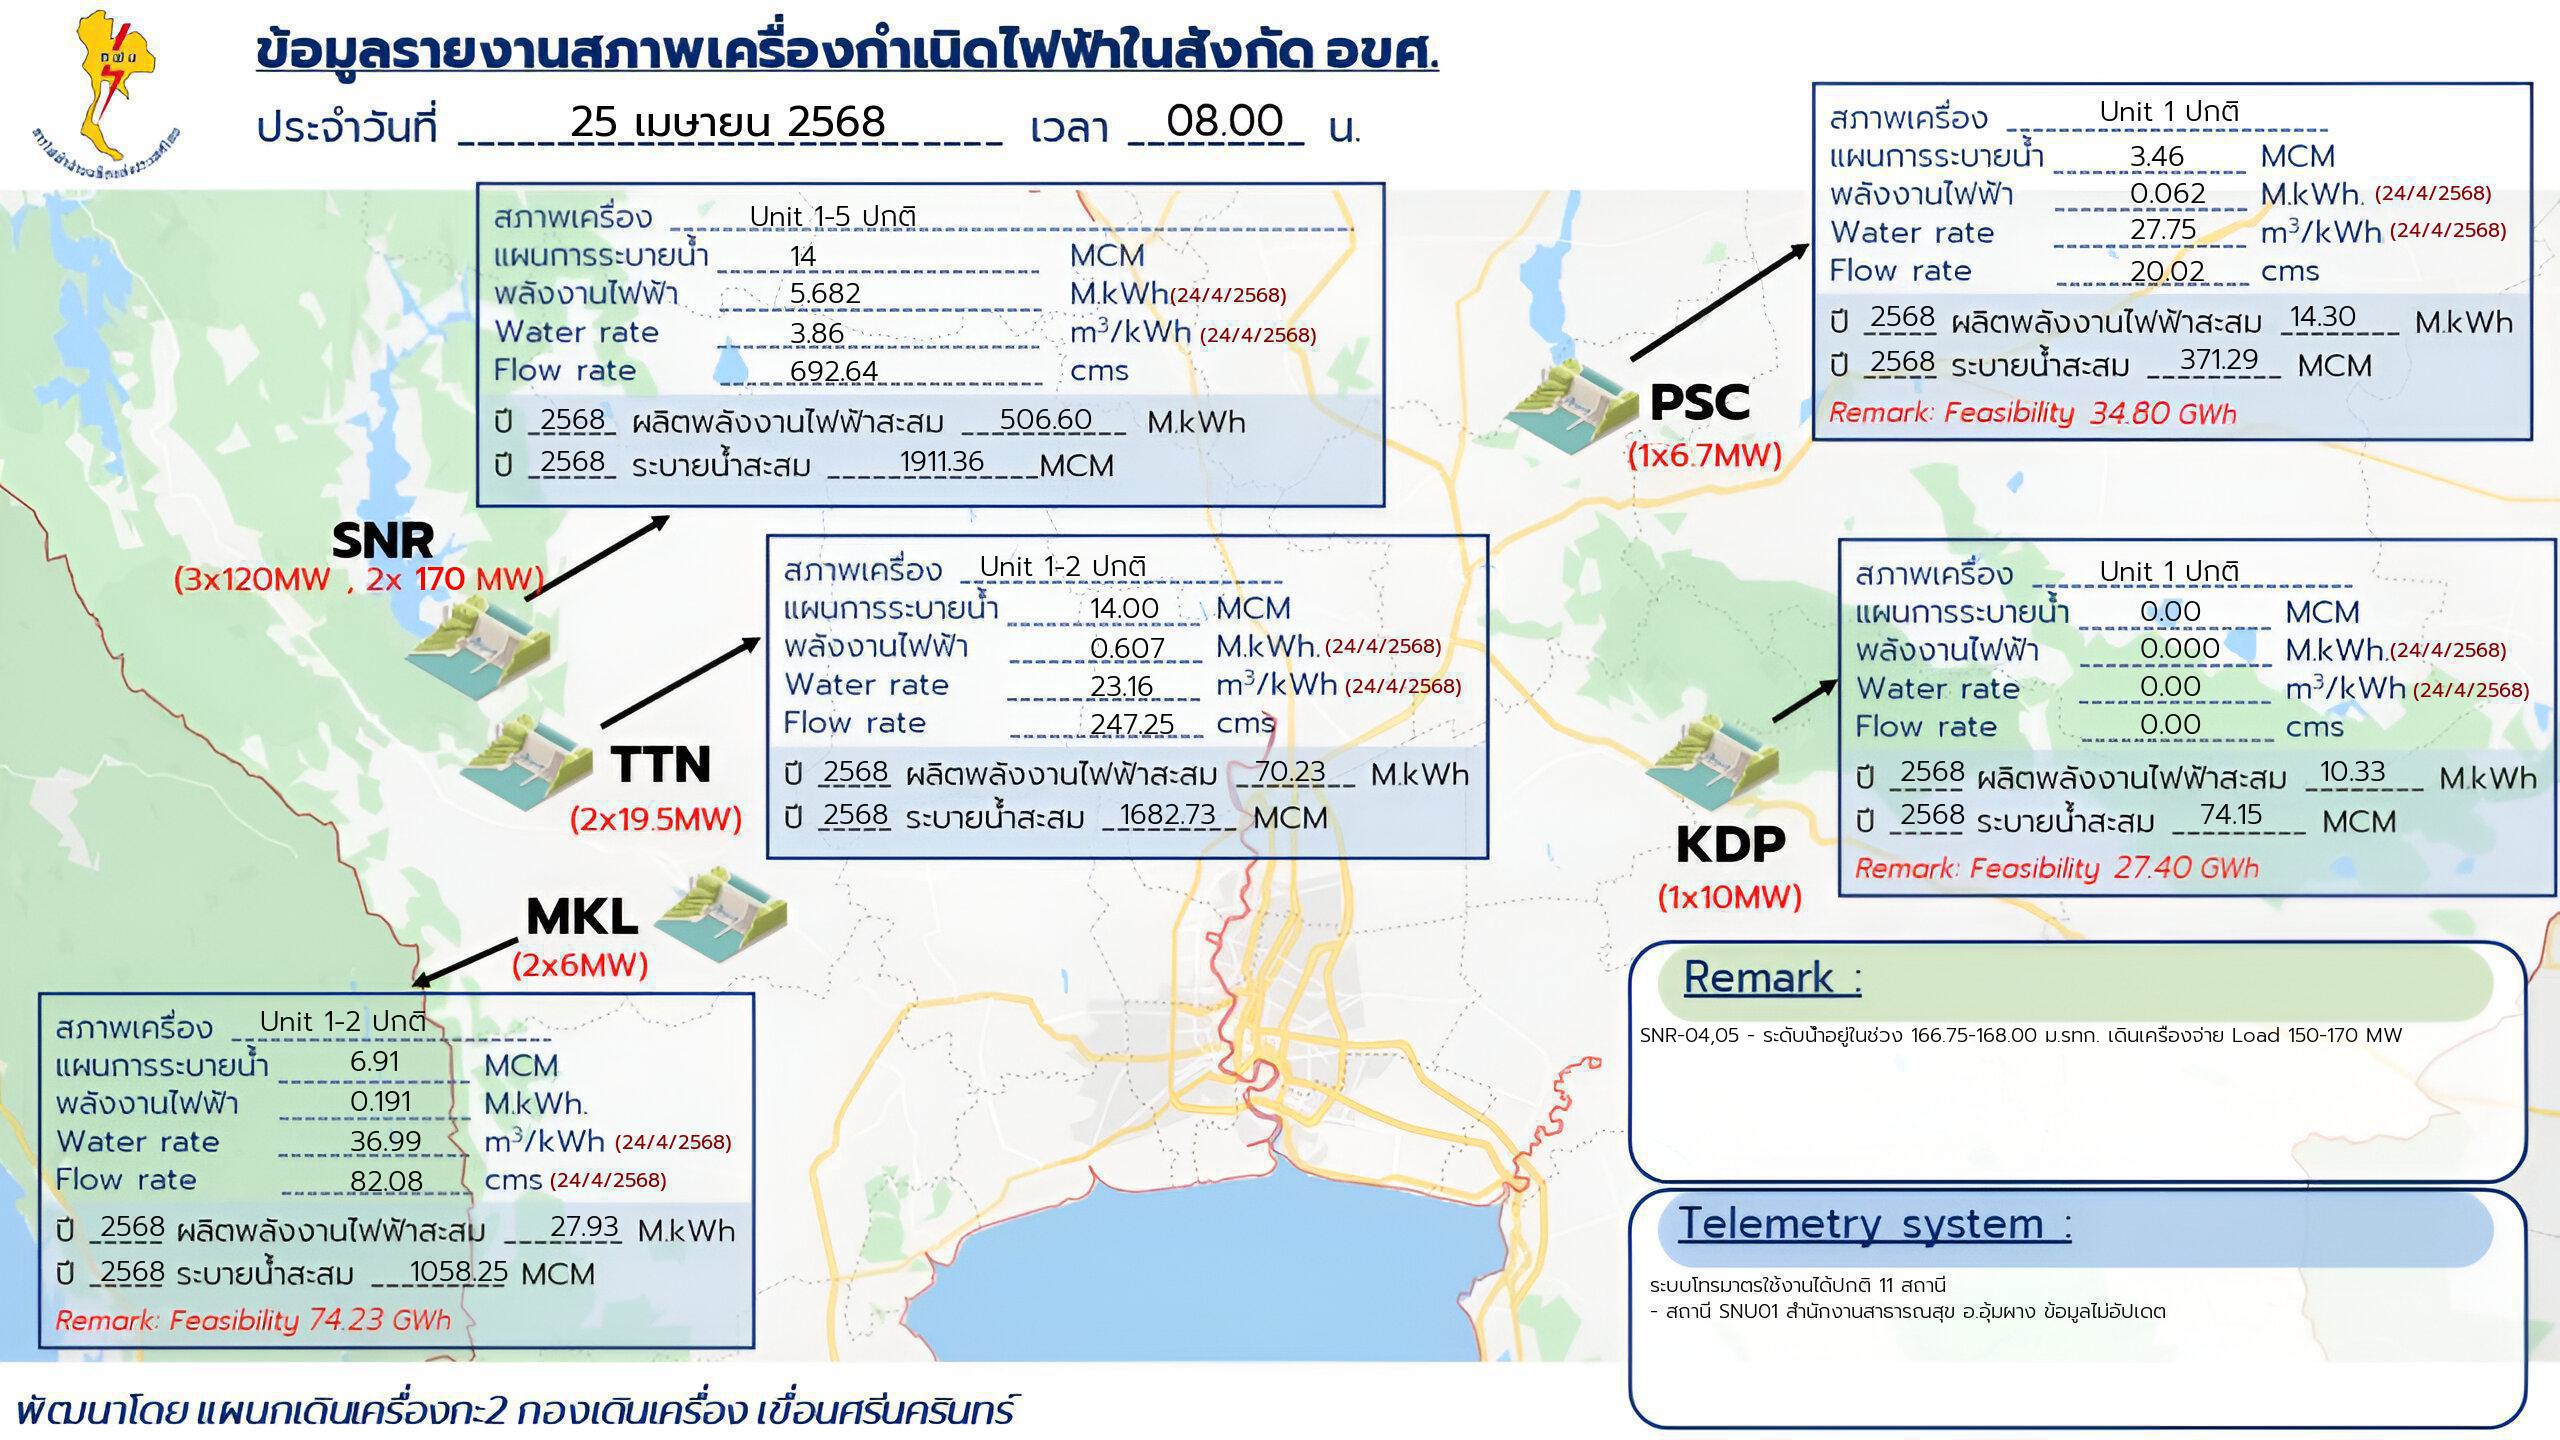 กฟผ
การไฟฟ้าฝ่ายผลิตแห่งประเทศไทย
ข้อมูลรายงานสภาพเครื่องกำเนิดไฟฟ้าในสังกัด อขศ.
ประจำวันที่ 25 เมษายน 2568 เวลา 08.00 น.
สภาพเครื่อง Unit 1-5 ปกติ
แผนการระบายน้ำ 14 MCM
พลังงานไฟฟ้า 5.682 M.kWh(24/4/2568)
Water rate 3.86 m³/kWh (24/4/2568)
Flow rate 692.64 cms
ปี 2568 ผลิตพลังงานไฟฟ้าสะสม 506.60 M.kWh
ปี 2568 ระบายน้ำสะสม 1911.36 MCM
SNR
(3x120MW , 2x 170 MW)
สภาพเครื่อง Unit 1 ปกติ
แผนการระบายน้ำ 3.46 MCM
พลังงานไฟฟ้า 0.062 M.kWh. (24/4/2568)
Water rate 27.75 m³/kWh (24/4/2568)
Flow rate 20.02 cms
ปี 2568 ผลิตพลังงานไฟฟ้าสะสม 14.30 M.kWh
ปี 2568 ระบายน้ำสะสม 371.29 MCM
Remark: Feasibility 34.80 GWh
PSC
(1x6.7MW)
สภาพเครื่อง Unit 1-2 ปกติ
แผนการระบายน้ำ 14.00 MCM
พลังงานไฟฟ้า 0.607 M.kWh. (24/4/2568)
Water rate 23.16 m³/kWh (24/4/2568)
Flow rate 247.25 cms
ปี 2568 ผลิตพลังงานไฟฟ้าสะสม 70.23 M.kWh
ปี 2568 ระบายน้ำสะสม 1682.73 MCM
TTN
(2x19.5MW)
สภาพเครื่อง Unit 1 ปกติ
แผนการระบายน้ำ 0.00 MCM
พลังงานไฟฟ้า 0.000 M.kWh.(24/4/2568)
Water rate 0.00 m³/kWh (24/4/2568)
Flow rate 0.00 cms
ปี 2568 ผลิตพลังงานไฟฟ้าสะสม 10.33 M.kWh
ปี 2568 ระบายน้ำสะสม 74.15 MCM
Remark: Feasibility 27.40 GWh
KDP
(1x10MW)
MKL
(2x6MW)
สภาพเครื่อง Unit 1-2 ปกติ
แผนการระบายน้ำ 6.91 MCM
พลังงานไฟฟ้า 0.191 M.kWh.
Water rate 36.99 m³/kWh (24/4/2568)
Flow rate 82.08 cms (24/4/2568)
ปี 2568 ผลิตพลังงานไฟฟ้าสะสม 27.93 M.kWh
ปี 2568 ระบายน้ำสะสม 1058.25 MCM
Remark: Feasibility 74.23 GWh
Remark :
SNR-04,05 - ระดับน้ำอยู่ในช่วง 166.75-168.00 ม.รทก. เดินเครื่องจ่าย Load 150-170 MW
Telemetry system :
ระบบโทรมาตรใช้งานได้ปกติ 11 สถานี
- สถานี SNU01 สำนักงานสาธารณสุข อ.อุ้มผาง ข้อมูลไม่อัปเดต
พัฒนาโดย แผนกเดินเครื่องกะ2 กองเดินเครื่อง เขื่อนศรีนครินทร์